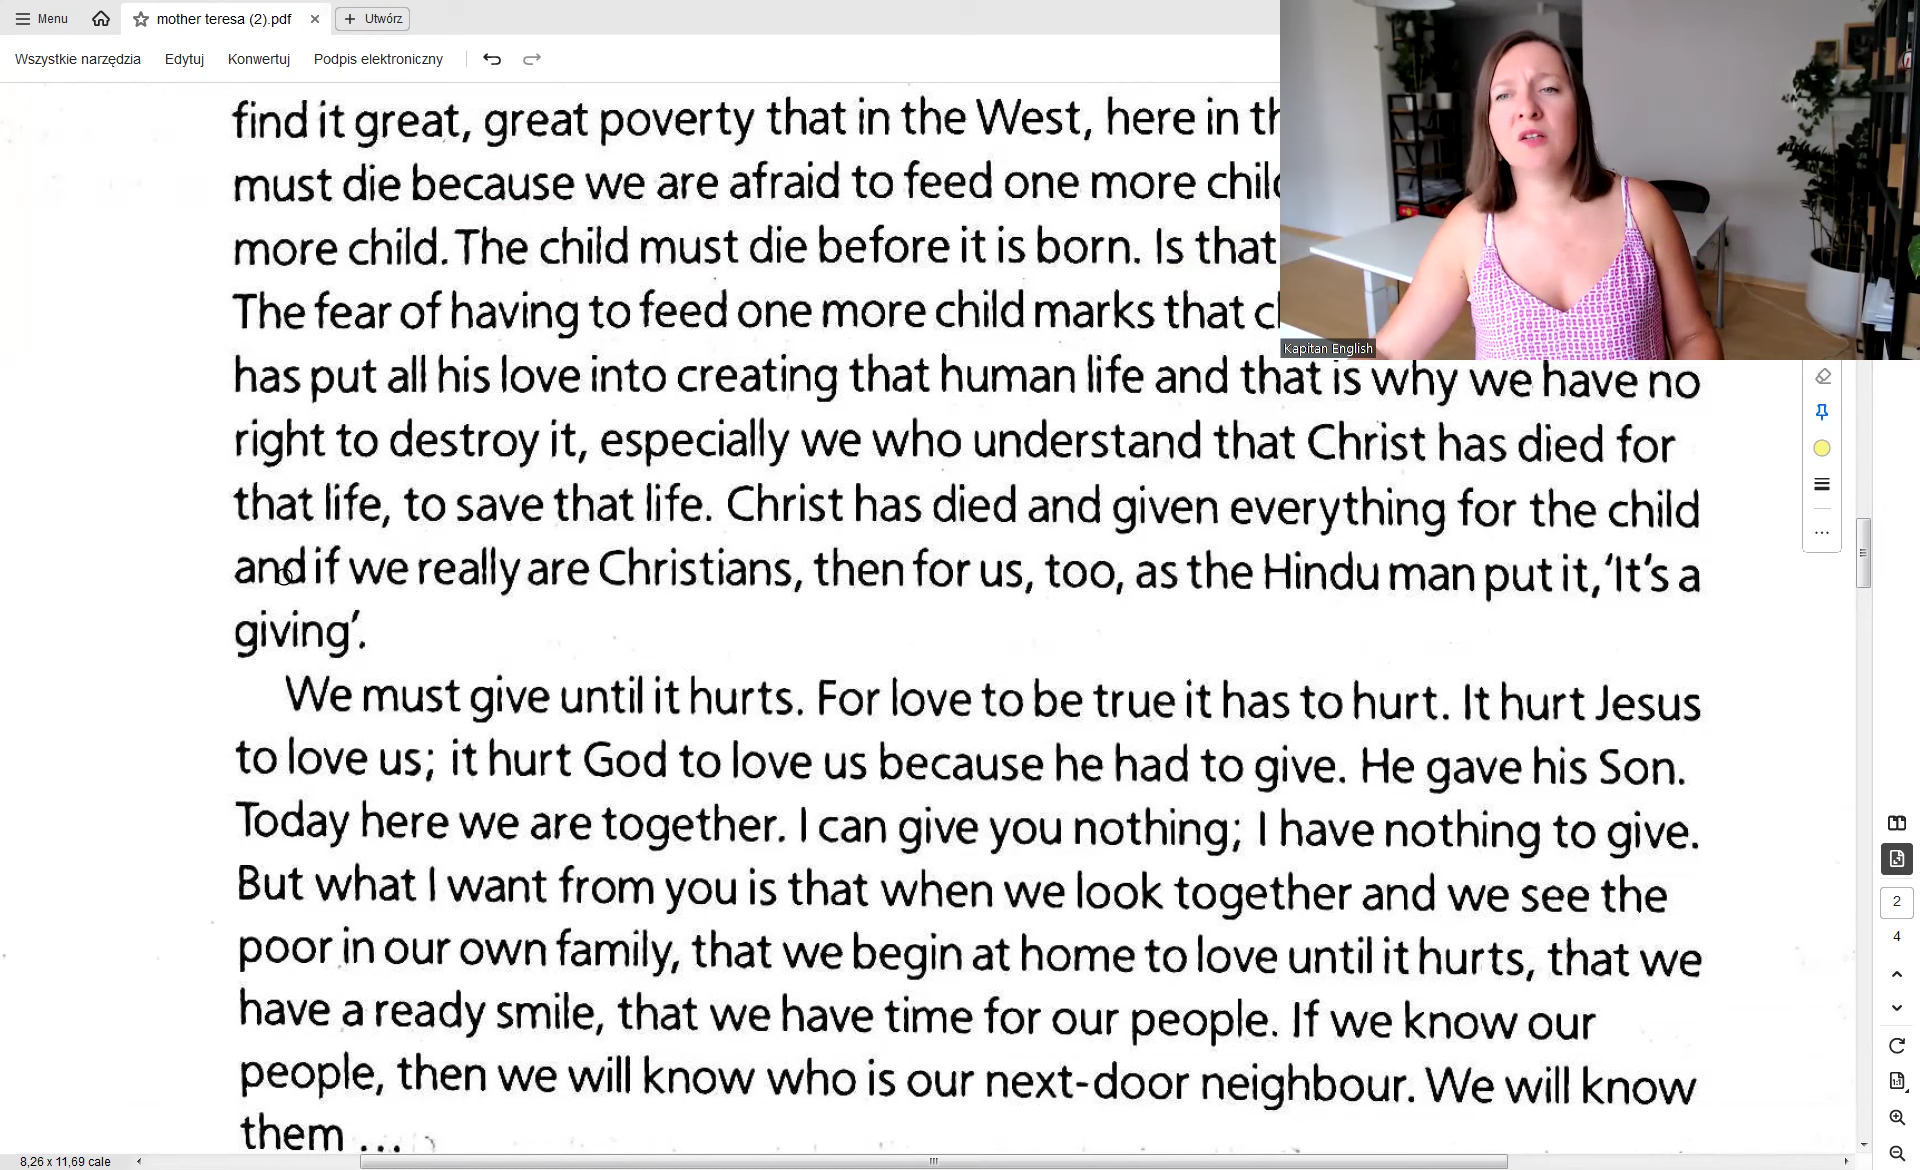 Menu
mother teresa (2).pdf
Utwórz
Wszystkie narzędzia Edytuj Konwertuj Podpis elektroniczny
find it great, great poverty that in the West, here in
must die because we are afraid to feed one more
more child. The child must die before it is born. Is that
The fear of having to feed one more child marks that
has put all his love into creating that human life and that is why we have no
right to destroy it, especially we who understand that Christ has died for
that life, to save that life. Christ has died and given everything for the child
and if we really are Christians, then for us, too, as the Hindu man put it, 'It's a
giving'.
We must give until it hurts. For love to be true it has to hurt. It hurt Jesus
to love us; it hurt God to love us because he had to give. He gave his Son.
Today here we are together. I can give you nothing; I have nothing to give.
But what I want from you is that when we look together and we see the
poor in our own family, that we begin at home to love until it hurts, that we
have a ready smile, that we have time for our people. If we know our
people, then we will know who is our next-door neighbour. We will know
them ...
Kapitan English
2
4
8,26 x 11,69 cale